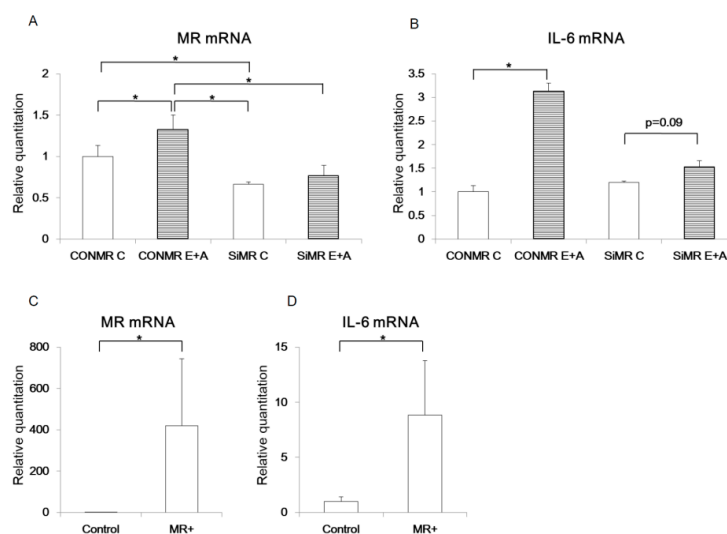 A
MR mRNA
Relative quantitation
2
1.5
1
0.5
0
*
*
*
*
CONMR C CONMR E+A SiMR C SiMR E+A
B
IL-6 mRNA
Relative quantitation
3.5
3
2.5
2
1.5
1
0.5
0
*
p=0.09
CONMR C CONMR E+A SiMR C SiMR E+A
C
MR mRNA
Relative quantitation
800
600
400
200
0
*
Control MR+
D
IL-6 mRNA
Relative quantitation
15
10
5
0
*
Control MR+